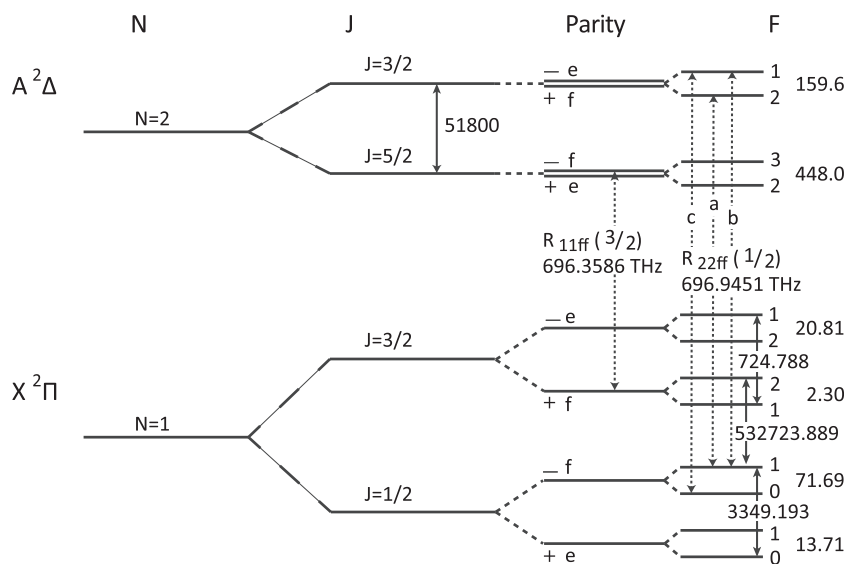 N J Parity F
A ²Δ
N=2
J=3/2
J=5/2
51800
— e
+ f
— f
+ e
1
2
159.6
3
2
448.0
c a b
R 11ff ( 3/2 )
696.3586 THz
R 22ff ( 1/2 )
696.9451 THz
X ²Π
N=1
J=3/2
J=1/2
— e
+ f
— f
+ e
1
2
20.81
724.788
2
1
2.30
532723.889
1
0
71.69
3349.193
1
0
13.71